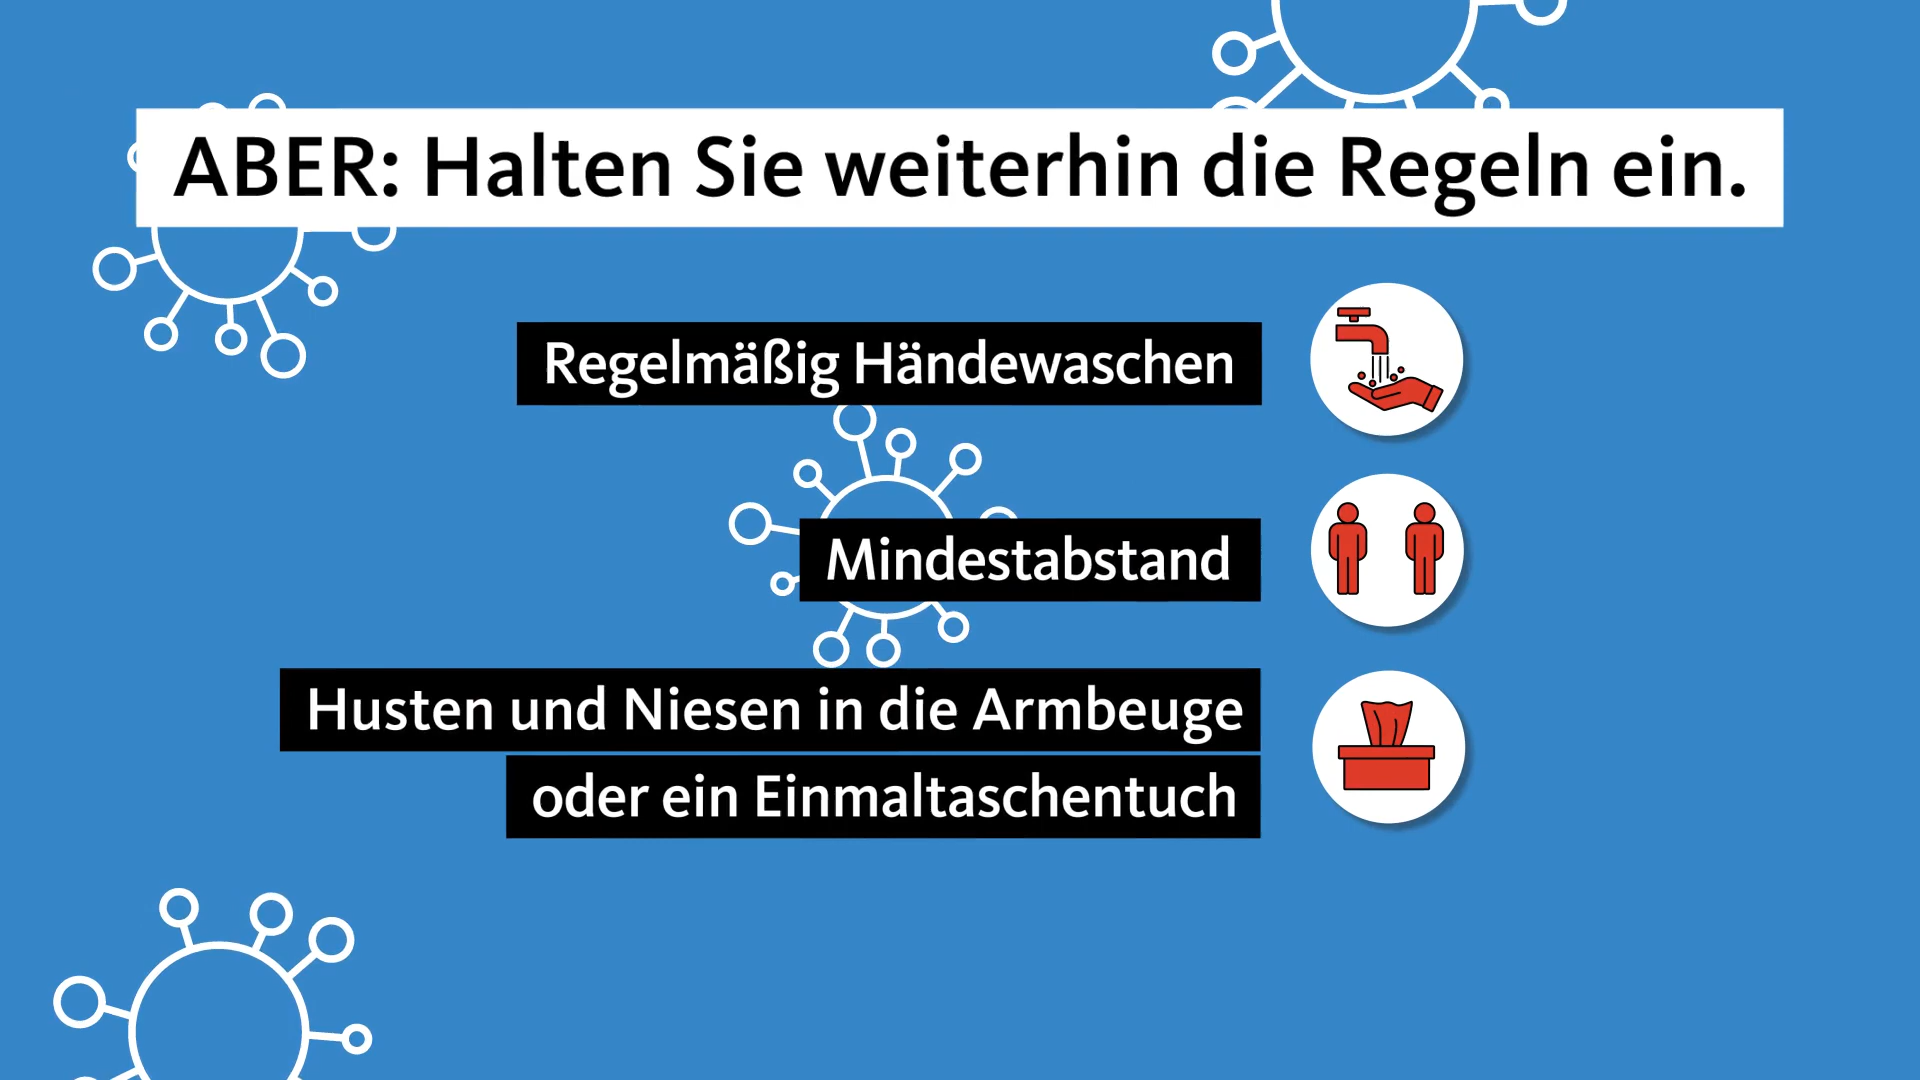 ABER: Halten Sie weiterhin die Regeln ein.
Regelmäßig Händewaschen
Mindestabstand
Husten und Niesen in die Armbeuge
oder ein Einmaltaschentuch